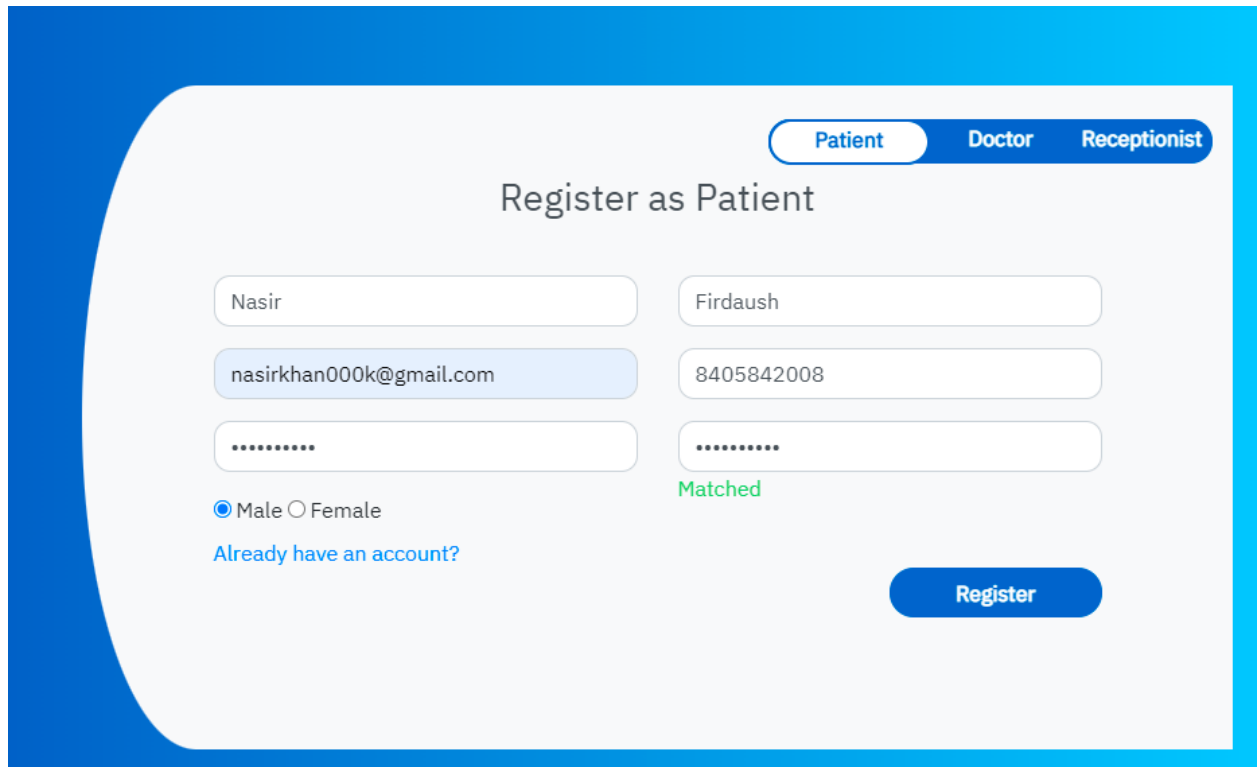 Patient Doctor Receptionist
Register as Patient
Nasir Firdaush
nasirkhan000k@gmail.com 8405842008
•••••••••• ••••••••••
Matched
Male Female
Already have an account?
Register